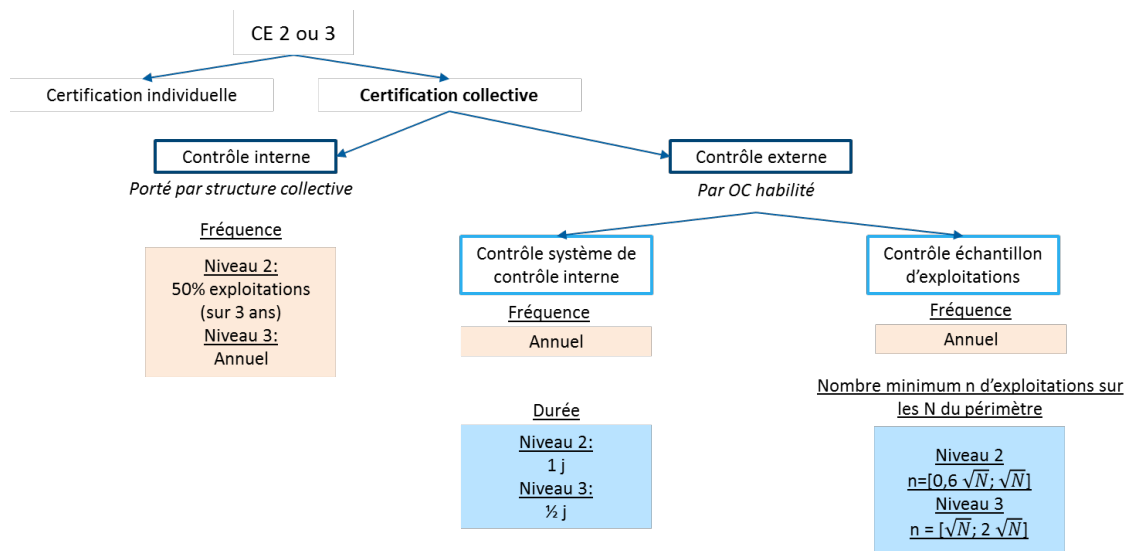 CE 2 ou 3
Certification individuelle
Certification collective
Contrôle interne
Porté par structure collective
Fréquence
Niveau 2:
50% exploitations
(sur 3 ans)
Niveau 3:
Annuel
Contrôle externe
Par OC habilité
Contrôle système de
contrôle interne
Fréquence
Annuel
Durée
Niveau 2:
1 j
Niveau 3:
½ j
Contrôle échantillon
d’exploitations
Fréquence
Annuel
Nombre minimum n d’exploitations sur
les N du périmètre
Niveau 2
n=[0,6 √N; √N]
Niveau 3
n = [√N; 2 √N]